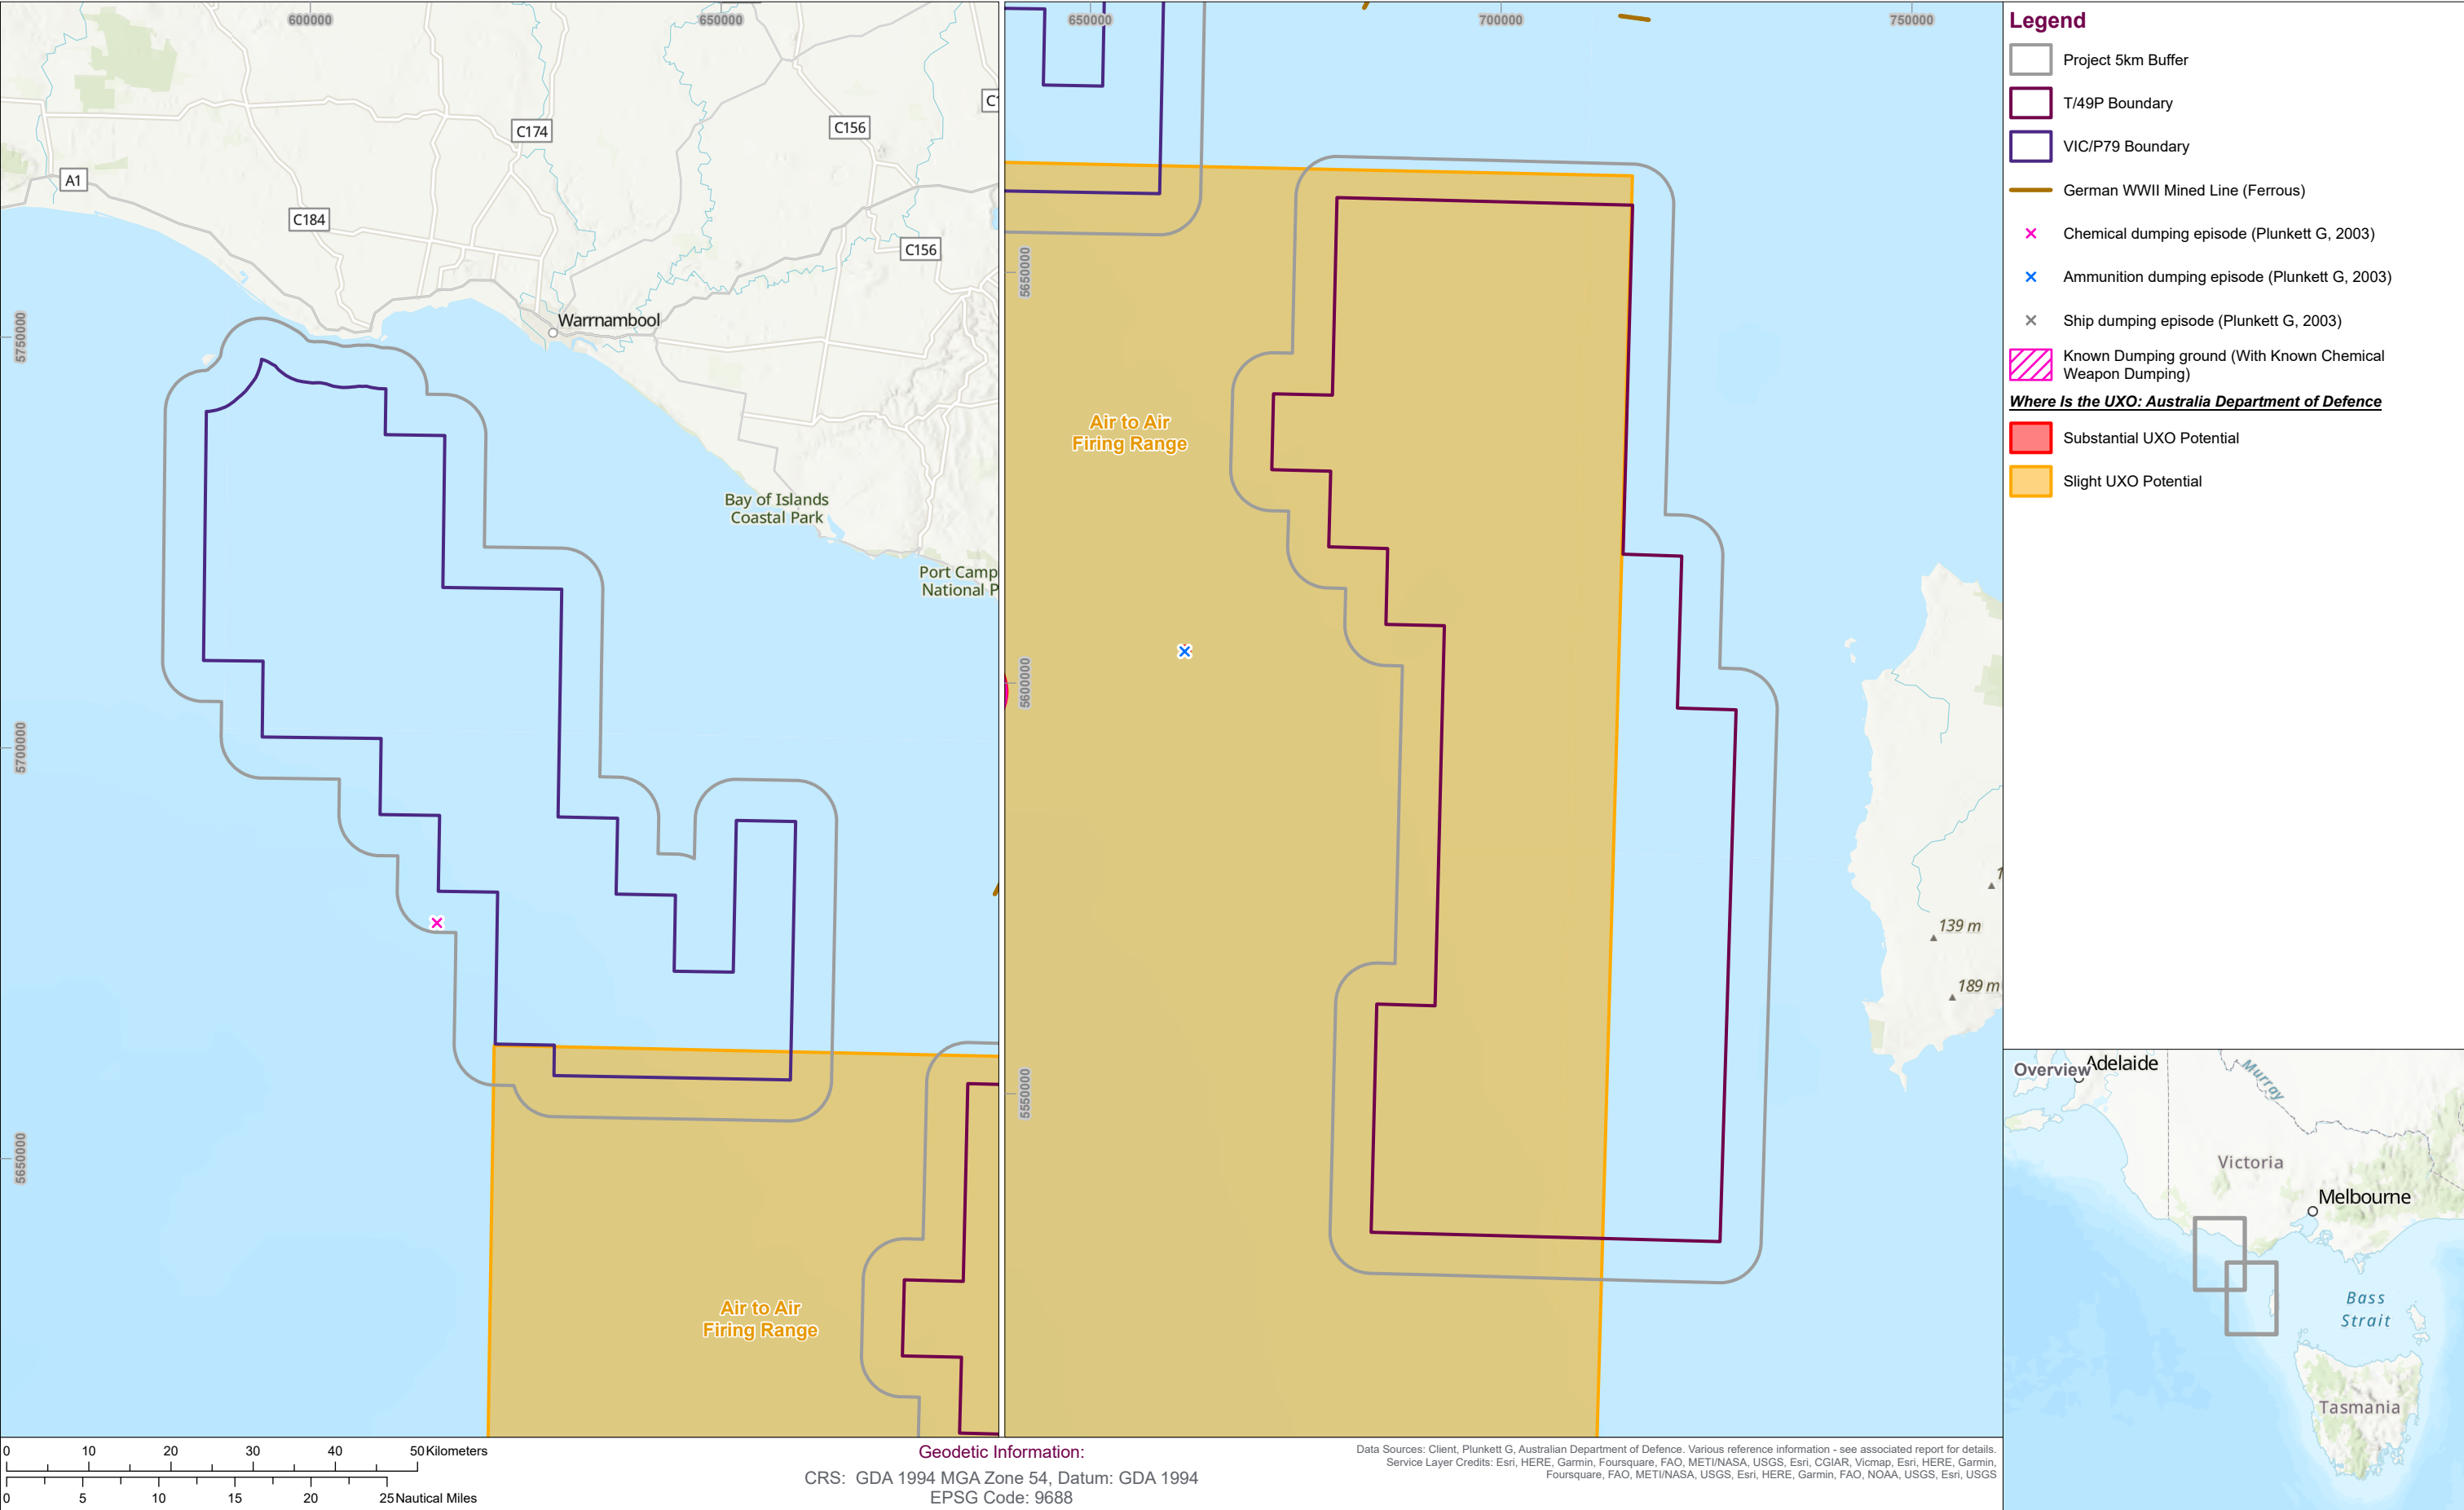 600000
650000
5750000
5700000
5650000
A1
C184
C174
C156
C156
Warrnambool
Bay of Islands
Coastal Park
Port Camp
National P
Air to Air
Firing Range
650000
700000
750000
5650000
5600000
5550000
Air to Air
Firing Range
139 m
189 m
Legend
Project 5km Buffer
T/49P Boundary
VIC/P79 Boundary
German WWII Mined Line (Ferrous)
Chemical dumping episode (Plunkett G, 2003)
Ammunition dumping episode (Plunkett G, 2003)
Ship dumping episode (Plunkett G, 2003)
Known Dumping ground (With Known Chemical
Weapon Dumping)
Where Is the UXO: Australia Department of Defence
Substantial UXO Potential
Slight UXO Potential
Overview
Adelaide
Murray
Victoria
Melbourne
Bass
Strait
Tasmania
0 10 20 30 40 50 Kilometers
0 5 10 15 20 25 Nautical Miles
Geodetic Information:
CRS: GDA 1994 MGA Zone 54, Datum: GDA 1994
EPSG Code: 9688
Data Sources: Client, Plunkett G, Australian Department of Defence. Various reference information - see associated report for details.
Service Layer Credits: Esri, HERE, Garmin, Foursquare, FAO, METI/NASA, USGS, Esri, CGIAR, Vicmap, Esri, HERE, Garmin,
Foursquare, FAO, METI/NASA, USGS, Esri, HERE, Garmin, FAO, NOAA, USGS, Esri, USGS